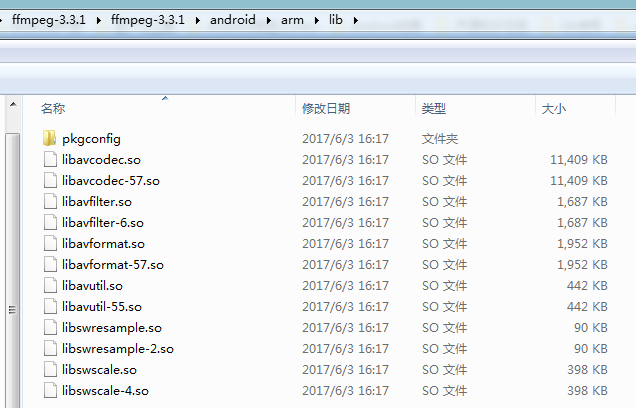 ffmpeg-3.3.1 ffmpeg-3.3.1 android arm lib
名称 修改日期 类型 大小
pkgconfig 2017/6/3 16:17 文件夹
libavcodec.so 2017/6/3 16:17 SO 文件 11,409 KB
libavcodec-57.so 2017/6/3 16:17 SO 文件 11,409 KB
libavfilter.so 2017/6/3 16:17 SO 文件 1,687 KB
libavfilter-6.so 2017/6/3 16:17 SO 文件 1,687 KB
libavformat.so 2017/6/3 16:17 SO 文件 1,952 KB
libavformat-57.so 2017/6/3 16:17 SO 文件 1,952 KB
libavutil.so 2017/6/3 16:17 SO 文件 442 KB
libavutil-55.so 2017/6/3 16:17 SO 文件 442 KB
libswresample.so 2017/6/3 16:17 SO 文件 90 KB
libswresample-2.so 2017/6/3 16:17 SO 文件 90 KB
libswscale.so 2017/6/3 16:17 SO 文件 398 KB
libswscale-4.so 2017/6/3 16:17 SO 文件 398 KB